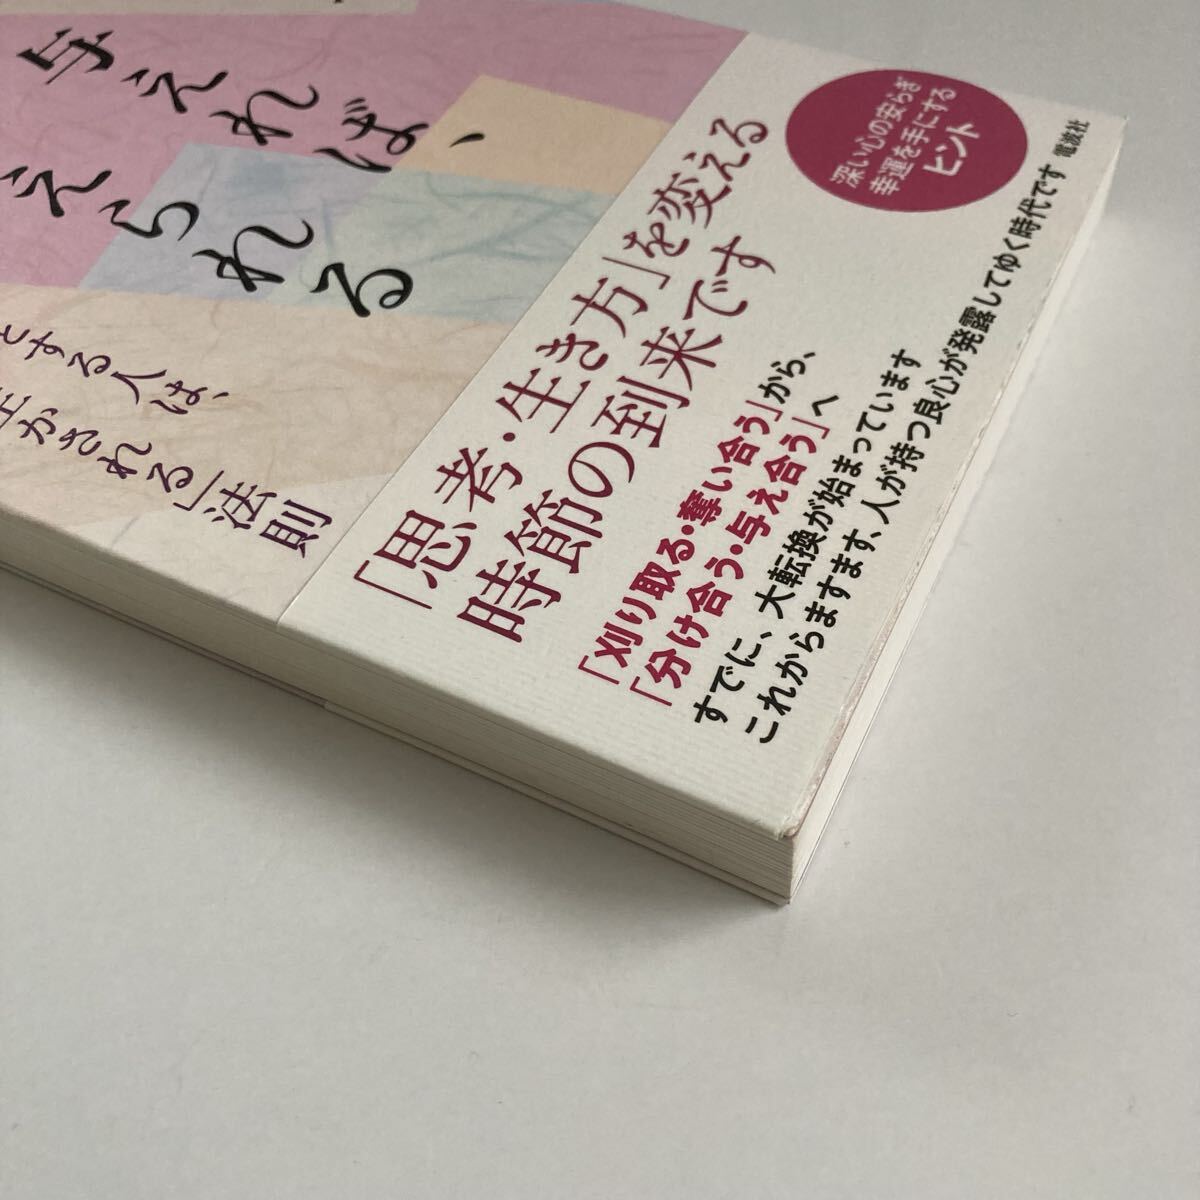 与えれば、
えられる
とする人は、
生かされる」法則
深い心の安らぎ
幸運を手にする
ヒント
「思考・生き方」を変える
時節の到来です
「刈り取る・奪い合う」から、
「分け合う・与え合う」へ
すでに、大転換が始まっています
これからますます、人が持つ良心が発露してゆく時代です
電波社